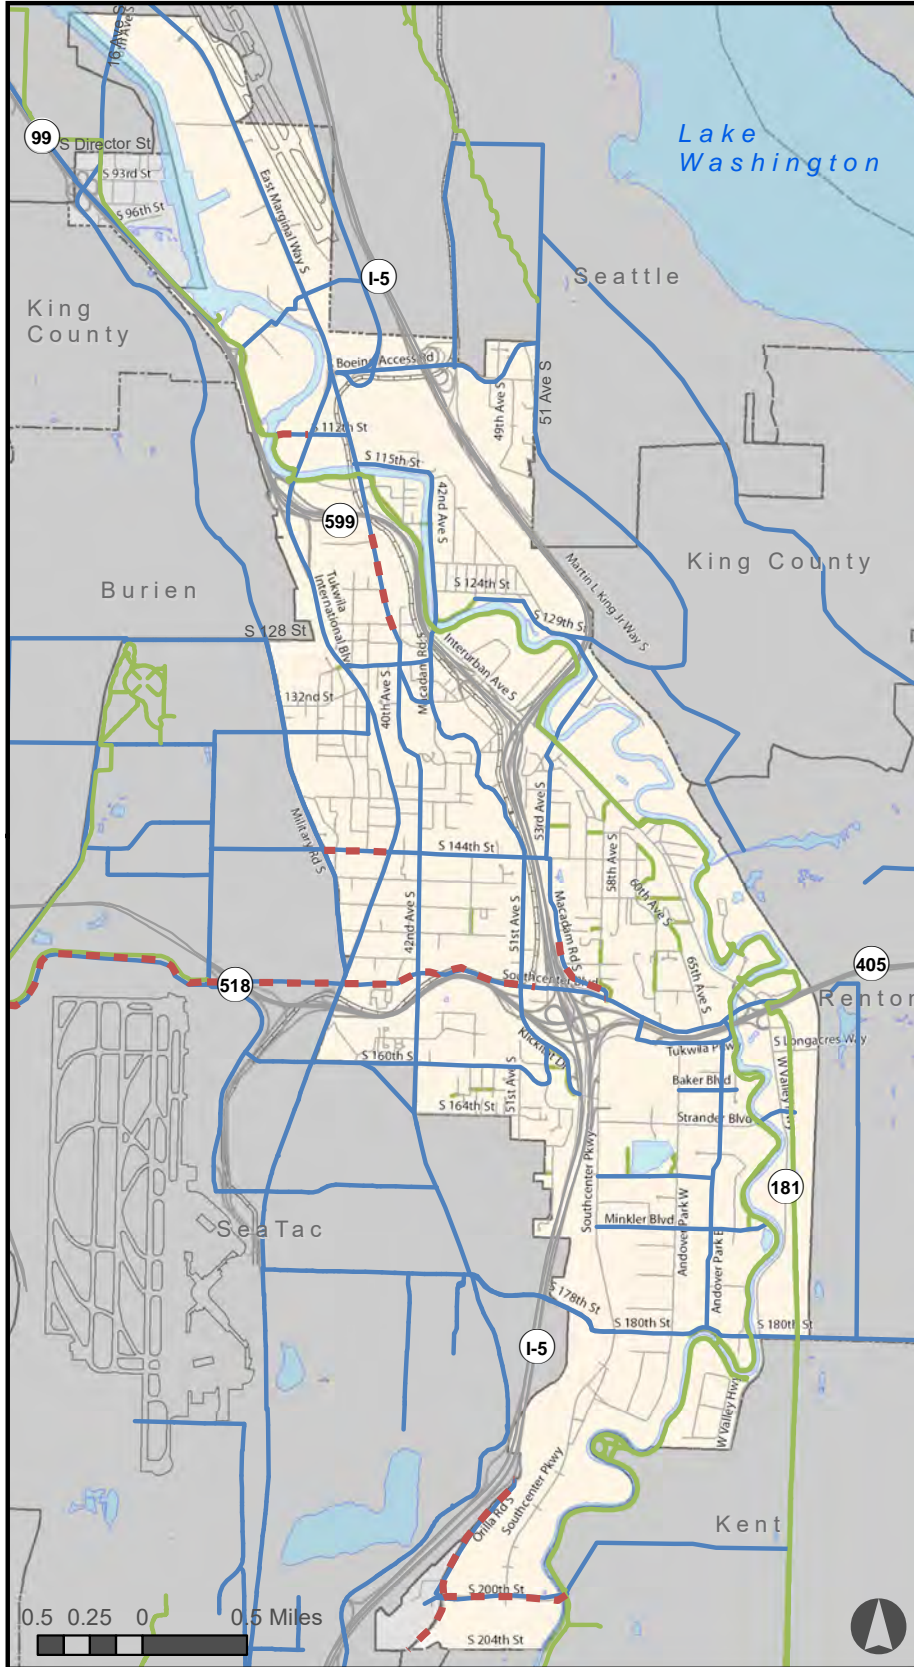 16 Ave S
99
S Director St
S 93rd St
S 96th St
East Marginal Way S
Lake
Washington
I-5
Seattle
King
County
Boeing Access Rd
49th Ave S
51 Ave S
S 112th St
S 115th St
42nd Ave S
599
Martin L King Jr Way S
King County
Burien
Tukwila
International Blv
S 124th St
S 129th St
S 128 St
Interurban Ave S
Macadam Rd S
40th Ave S
132nd St
53rd Ave S
Military Rd S
S 144th St
58th Ave S
60th Ave S
42nd Ave S
51st Ave S
Macadam Rd S
65th Ave S
405
518
Southcenter Blvd
Renton
S Longacres Way
Tukwila Pkwy
Klickitat Dr
S 160th S
51st Ave S
W Valley Hwy
Baker Blvd
S 164th St
Strander Blvd
Southcenter Pkwy
181
Andover Park W
Andover Park E
Minkler Blvd
SeaTac
S 178th St
S 180th St
S 180th St
I-5
W Valley Hwy
Southcenter Pkwy
Orilla Rd S
Kent
S 200th St
S 204th St
0.5 0.25 0 0.5 Miles